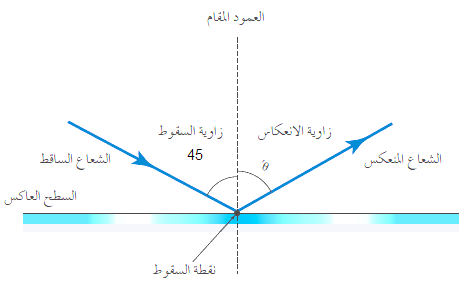 العمود المقام
زاوية الانعكاس
زاوية السقوط
45
θ
الشعاع المنعكس
الشعاع الساقط
السطح العاكس
نقطة السقوط